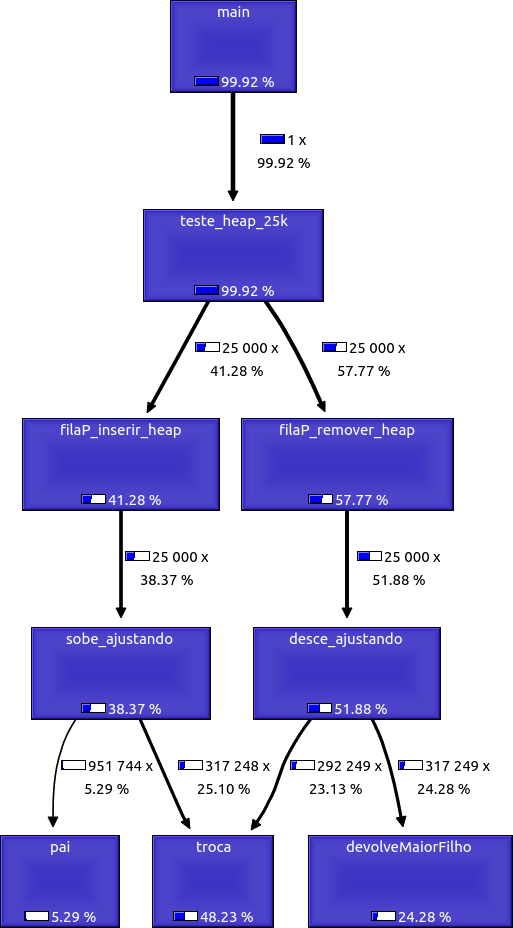 main
99.92 %
1 x
99.92 %
teste_heap_25k
99.92 %
25 000 x
41.28 %
25 000 x
57.77 %
filaP_inserir_heap
41.28 %
filaP_remover_heap
57.77 %
25 000 x
38.37 %
25 000 x
51.88 %
sobe_ajustando
38.37 %
desce_ajustando
51.88 %
951 744 x
5.29 %
317 248 x
25.10 %
292 249 x
23.13 %
317 249 x
24.28 %
pai
5.29 %
troca
48.23 %
devolveMaiorFilho
24.28 %